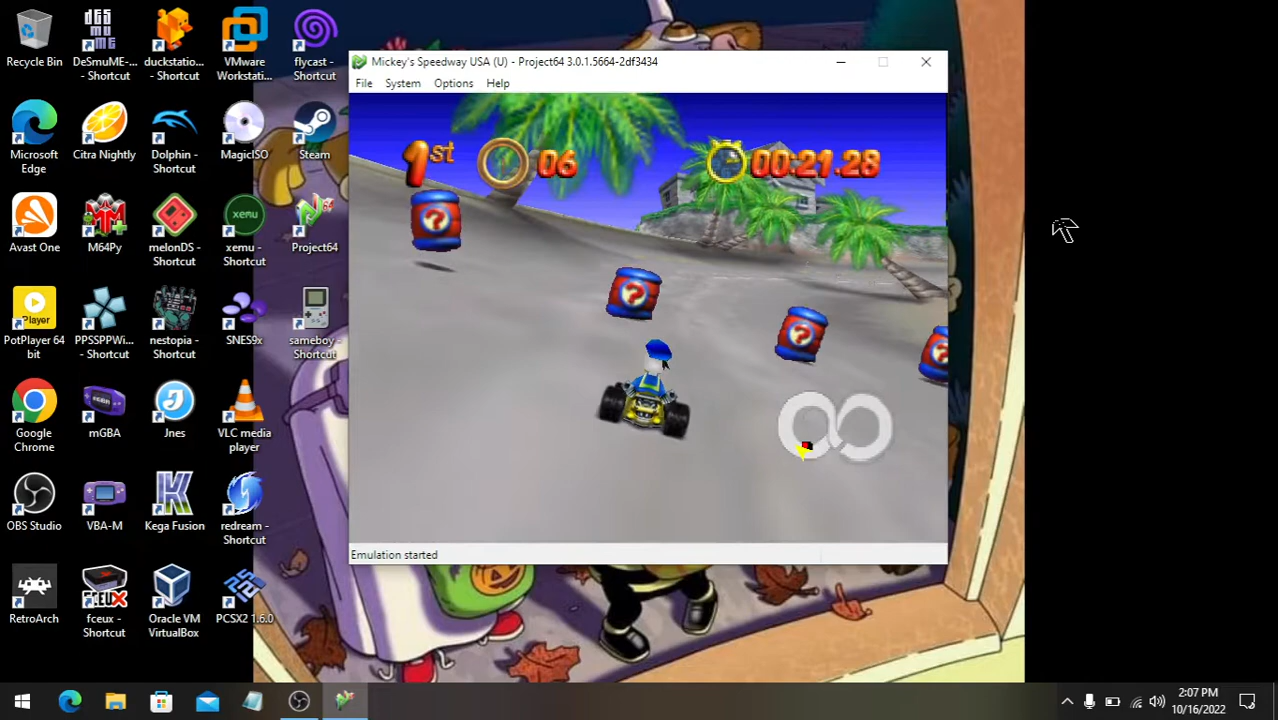 Recycle Bin
DeSmuME-... - Shortcut
duckstation... - Shortcut
VMware Workstati...
flycast - Shortcut
Microsoft Edge
Citra Nightly
Dolphin - Shortcut
MagicISO
Steam
Avast One
M64Py
melonDS - Shortcut
xemu
xemu - Shortcut
Project64
Player
PotPlayer 64 bit
PPSSPPWi... - Shortcut
nestopia - Shortcut
SNES9x
sameboy - Shortcut
Google Chrome
mGBA
Jnes
VLC media player
OBS Studio
VBA-M
Kega Fusion
redream - Shortcut
RetroArch
FCEUX
fceux - Shortcut
Oracle VM VirtualBox
PCSX2 1.6.0
Mickey's Speedway USA (U) - Project64 3.0.1.5664-2df3434
File System Options Help
1st 06 00:21.28
? ? ? ?
Emulation started
2:07 PM
10/16/2022